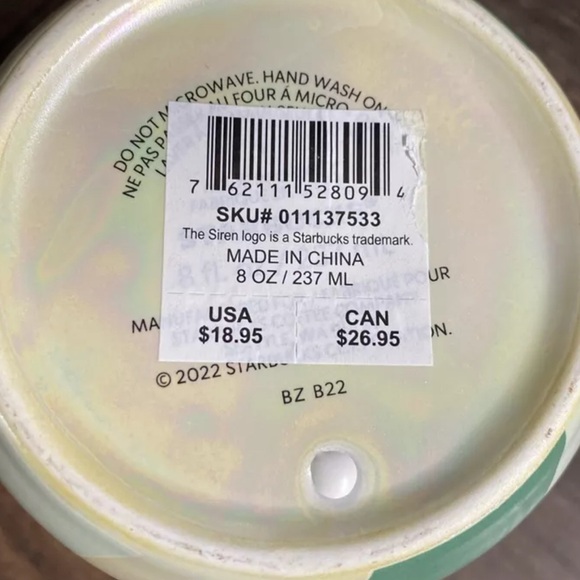 DO NOT MICROWAVE. HAND WASH ON
NE PAS P
AU FOUR À MICRO
7 62111 52809 4
SKU# 011137533
The Siren logo is a Starbucks trademark.
MADE IN CHINA
8 OZ / 237 ML
USA
$18.95
CAN
$26.95
MA
POUR
ON.
© 2022 STARB
BZ B22